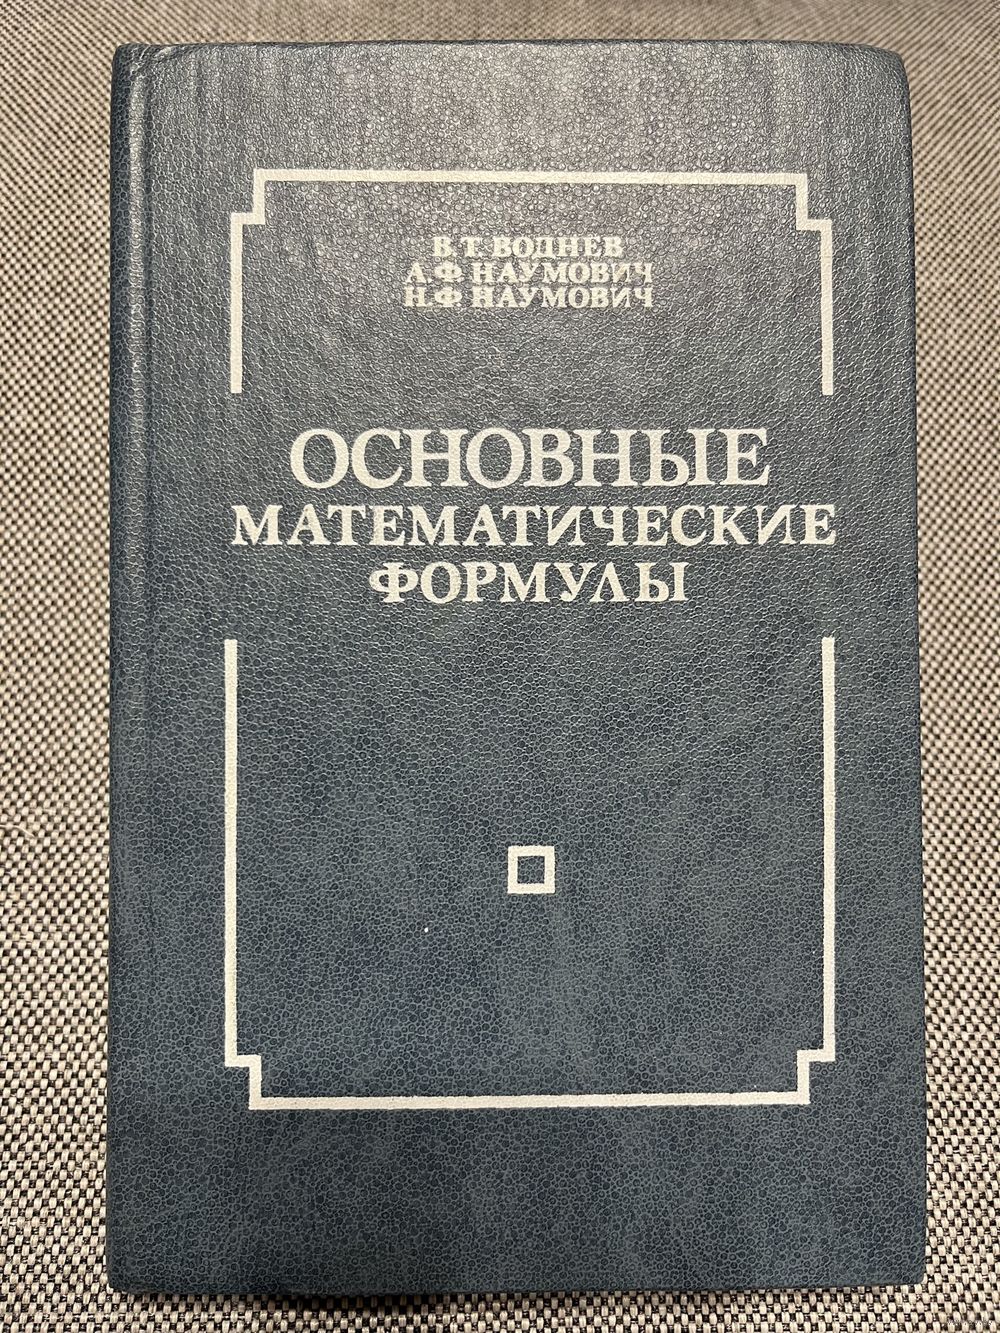 В.Т. ВОДНЕВ
А.Ф НАУМОВИЧ
Н.Ф НАУМОВИЧ
ОСНОВНЫЕ
МАТЕМАТИЧЕСКИЕ
ФОРМУЛЫ